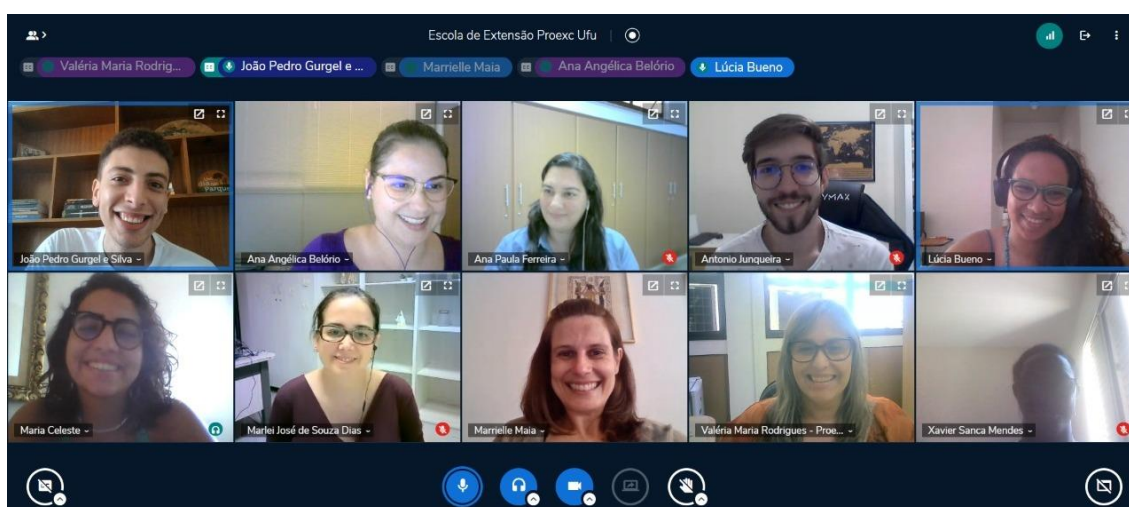 Escola de Extensão Proexc Ufu
Valéria Maria Rodrig...
João Pedro Gurgel e ...
Marrielle Maia
Ana Angélica Belório
Lúcia Bueno
YMAX
João Pedro Gurgel e Silva
Ana Angélica Belório
Ana Paula Ferreira
Antonio Junqueira
Lúcia Bueno
Maria Celeste
Marlei José de Souza Dias
Marrielle Maia
Valéria Maria Rodrigues - Proe...
Xavier Sanca Mendes